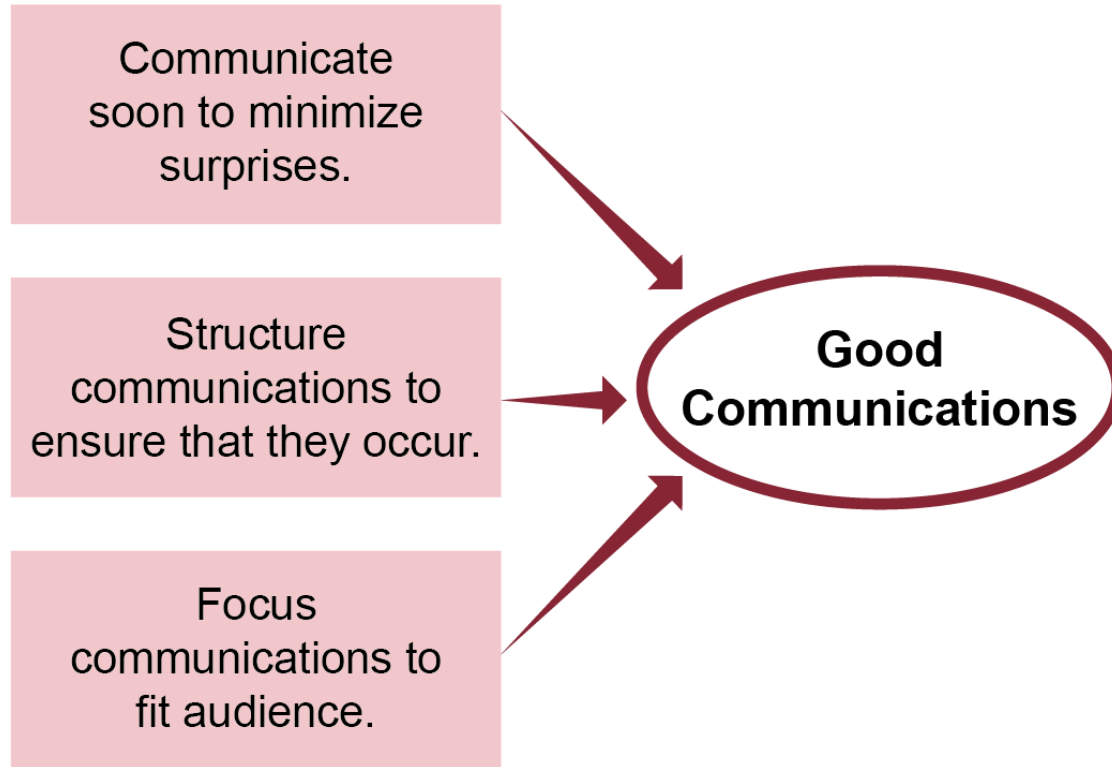 Communicate
soon to minimize
surprises.
Structure
communications to
ensure that they occur.
Focus
communications to
fit audience.
Good
Communications